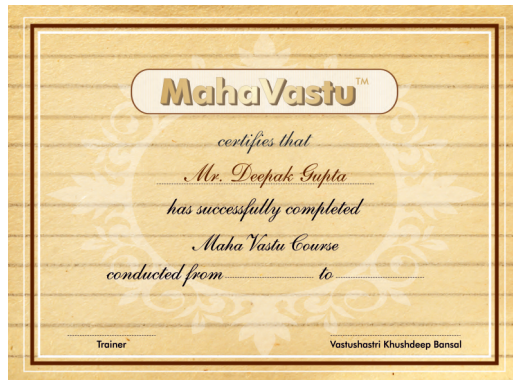 MahaVastu™
certifies that
Mr. Deepak Gupta
has successfully completed
Maha Vastu Course
conducted from to
Trainer Vastushastri Khushdeep Bansal